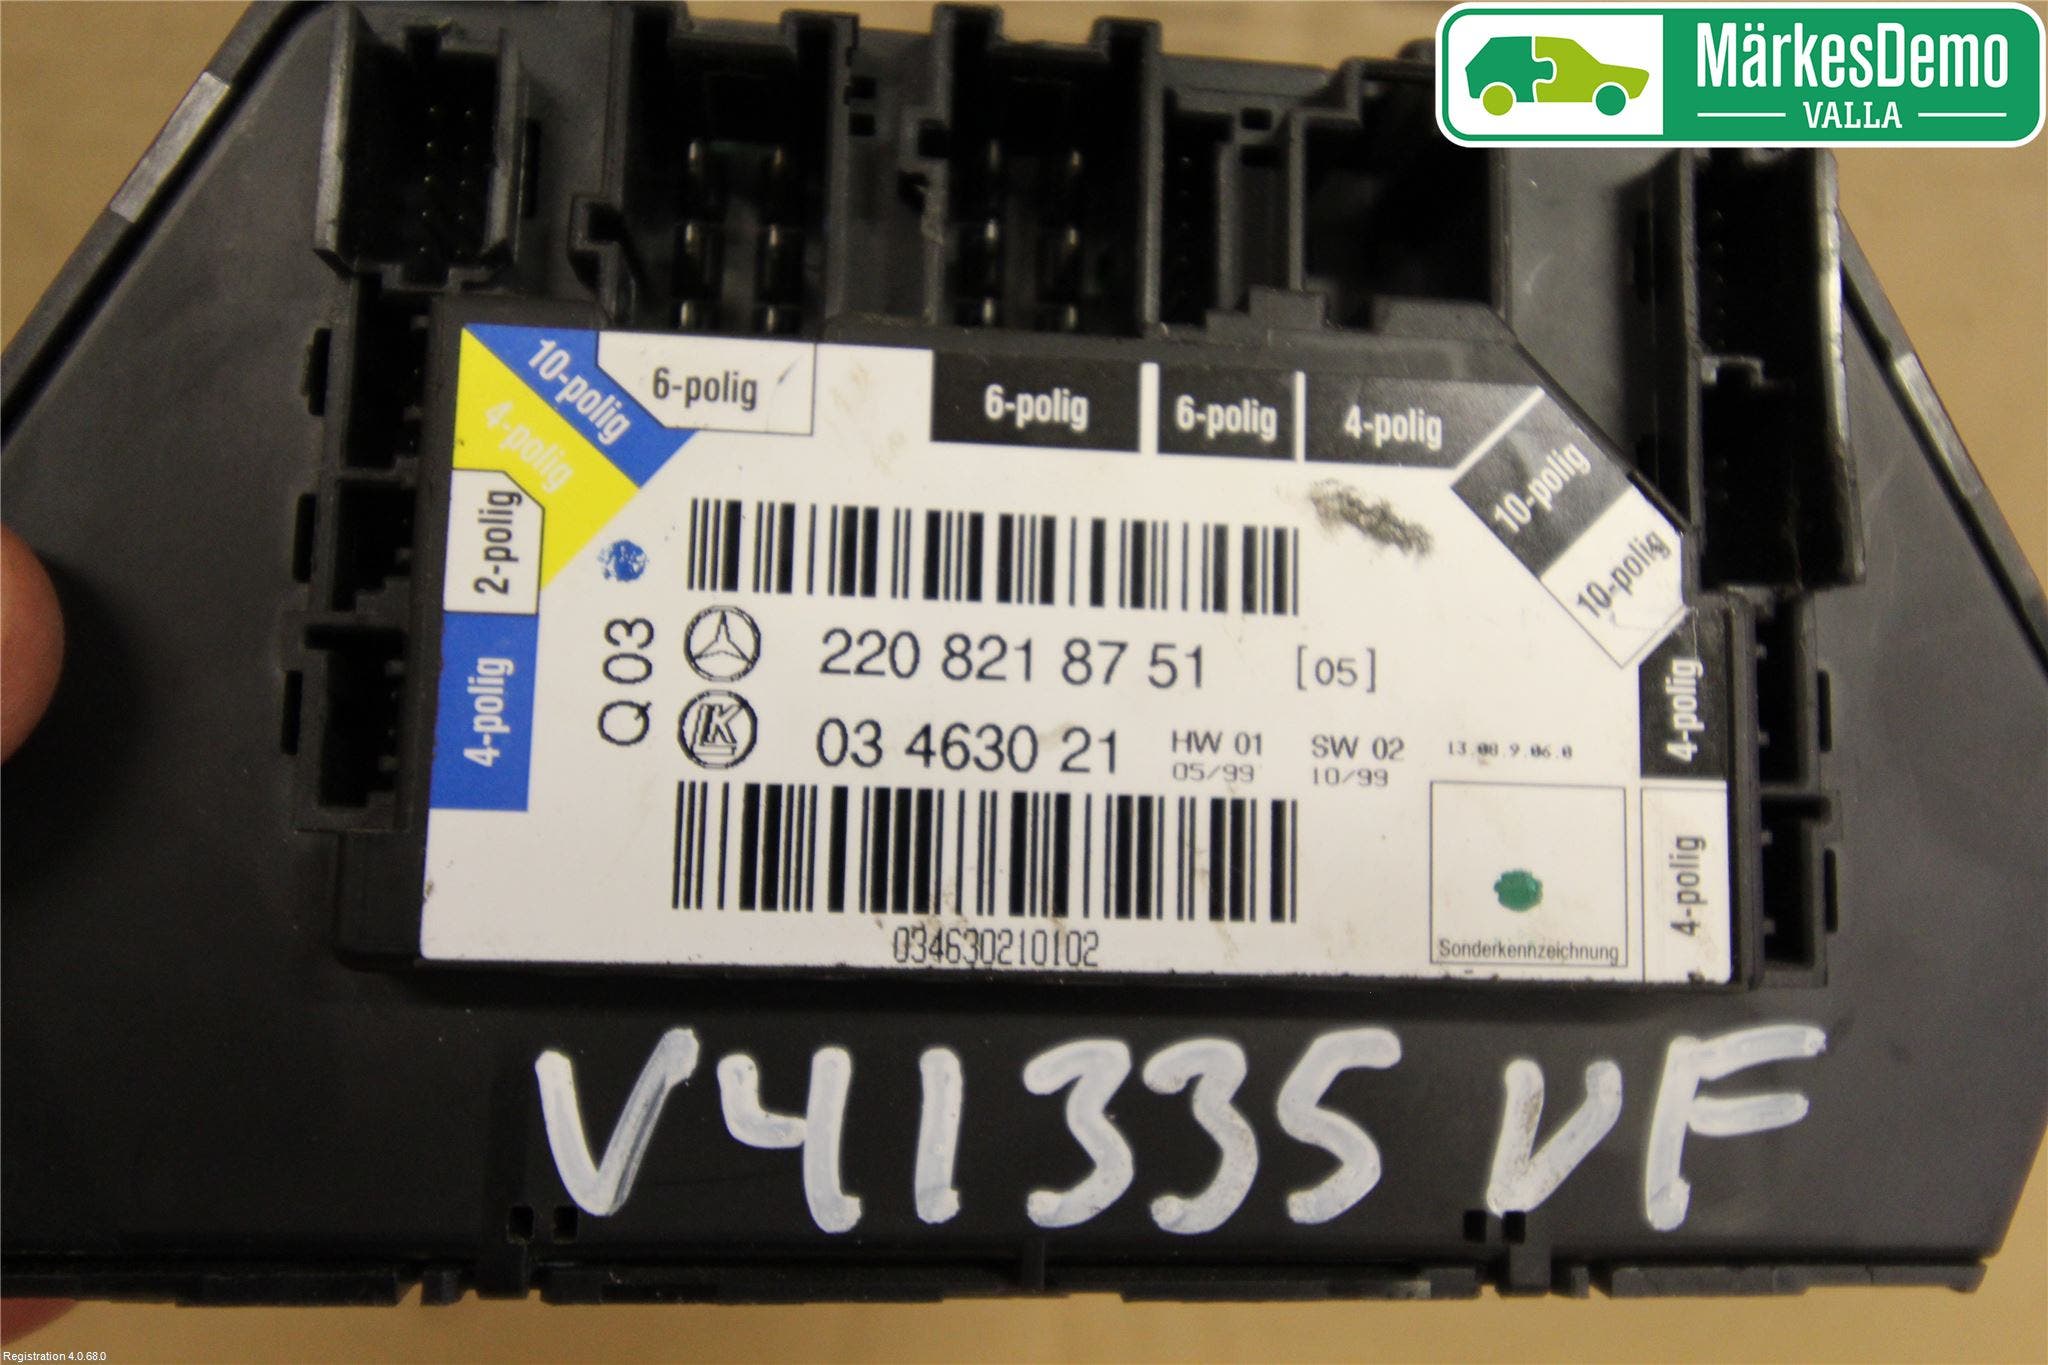 MärkesDemo
VALLA
10-polig
6-polig
6-polig
6-polig
4-polig
10-polig
10-polig
4-polig
2-polig
4-polig
Q 03
220 821 87 51 [05]
LK
03 4630 21
HW 01
05/99
SW 02
10/99
13.08.9.06.0
4-polig
4-polig
034630210102
Sonderkennzeichnung
V41335 VF
Registration 4.0.68.0